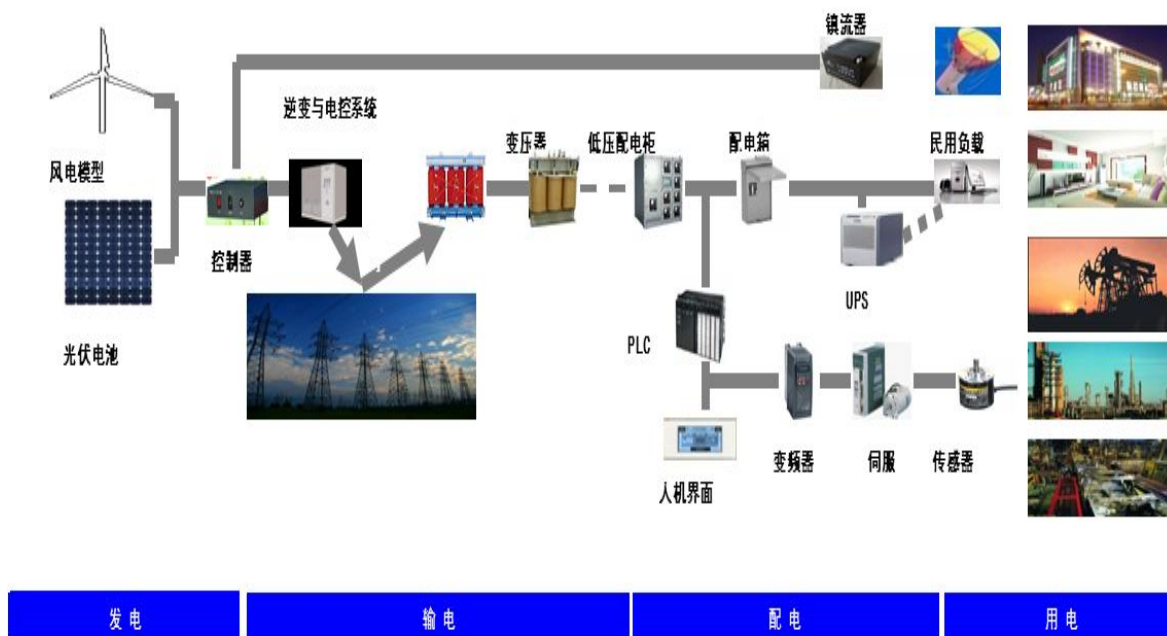 镇流器
逆变与电控系统
变压器
低压配电柜
配电箱
民用负载
风电模型
控制器
UPS
PLC
光伏电池
变频器
伺服
传感器
人机界面
发电
输电
配电
用电